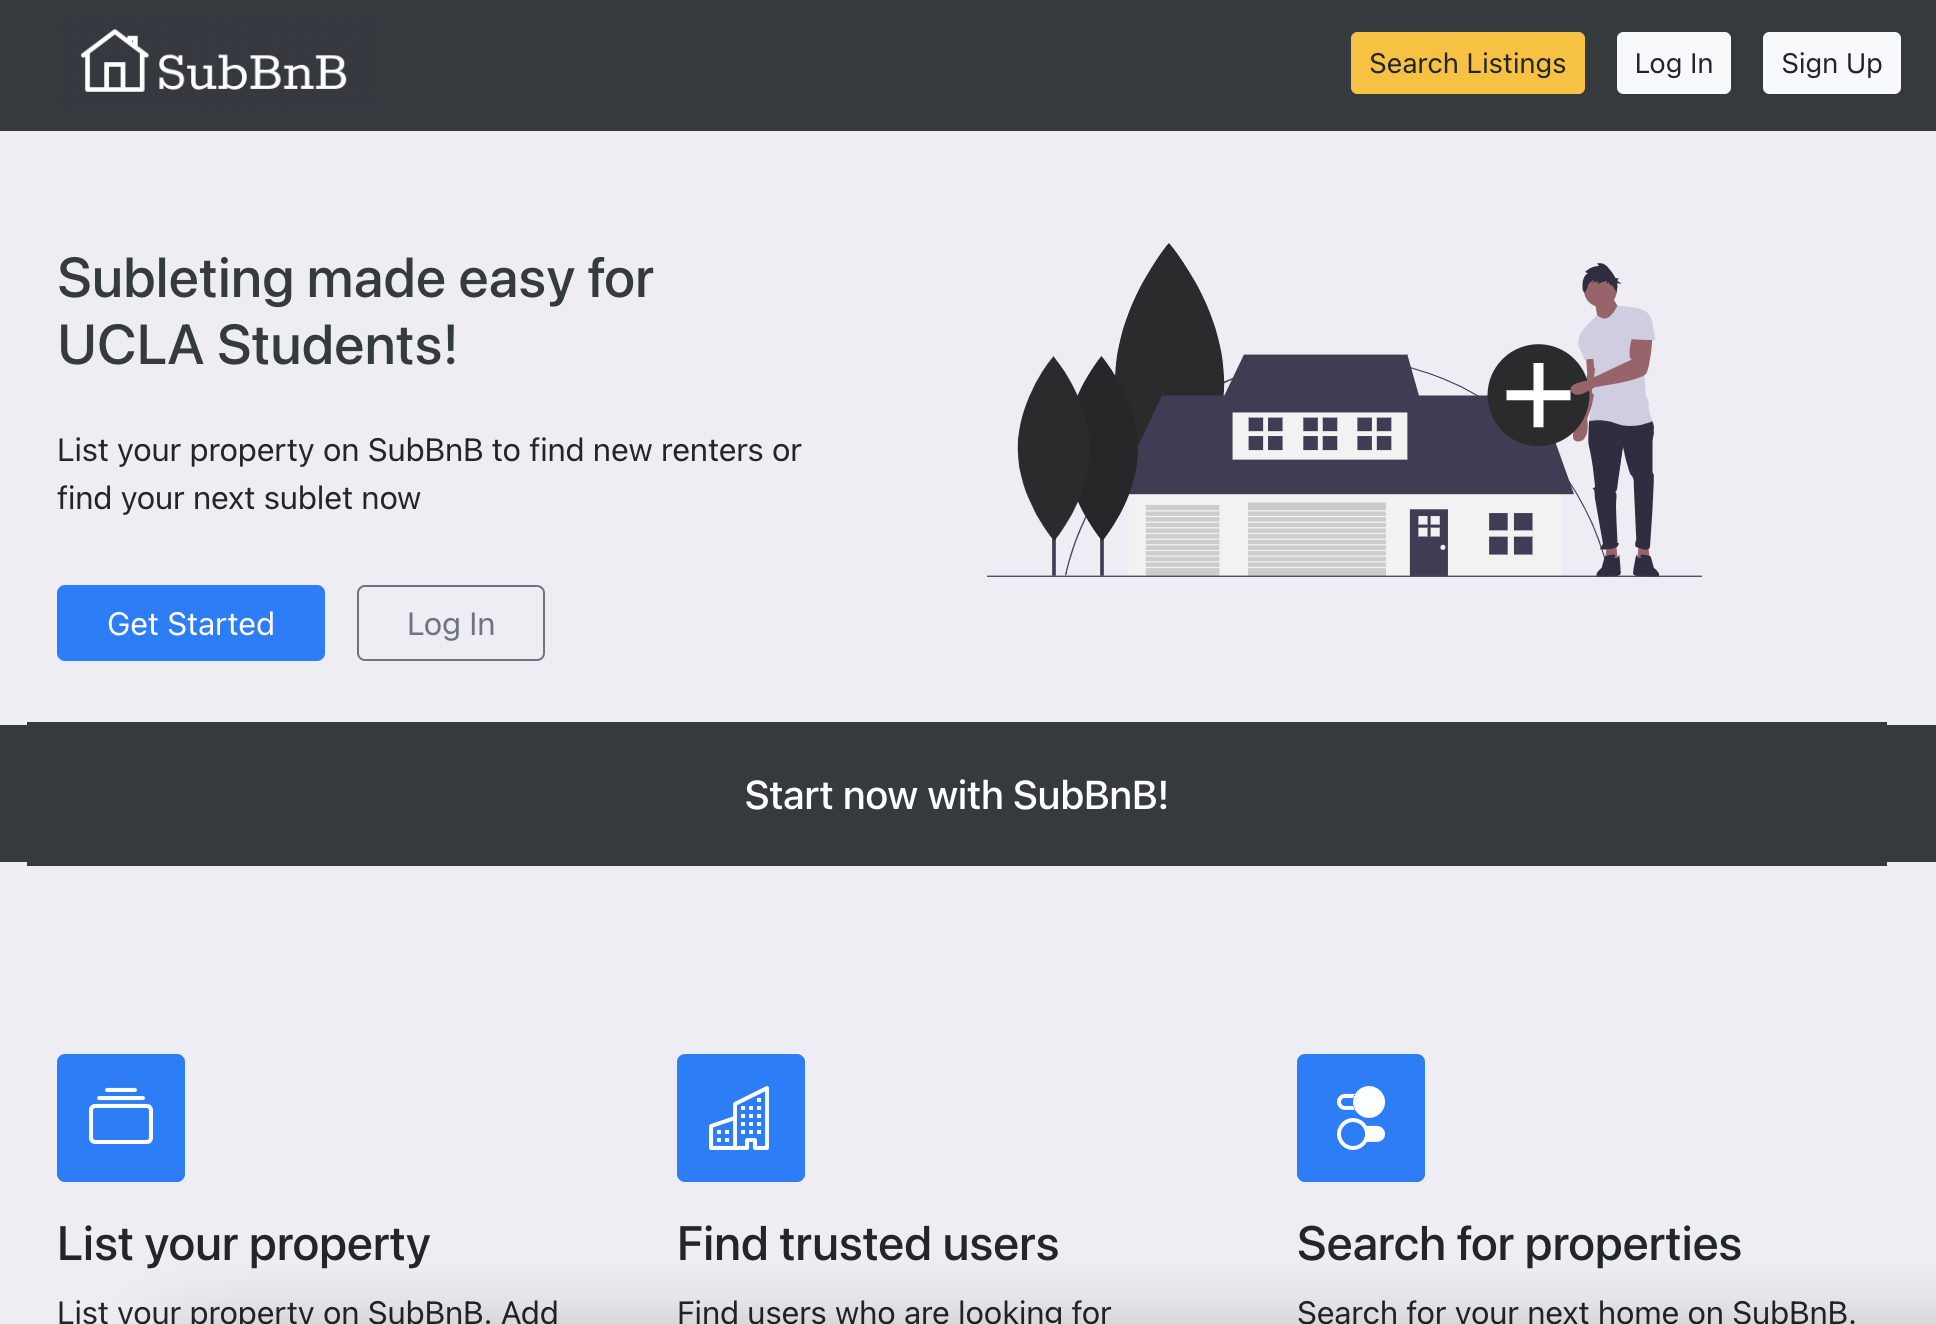 SubBnB
Search Listings
Log In
Sign Up
Subleting made easy for
UCLA Students!
List your property on SubBnB to find new renters or
find your next sublet now
Get Started
Log In
Start now with SubBnB!
List your property
List your property on SubBnB. Add
Find trusted users
Find users who are looking for
Search for properties
Search for your next home on SubBnB.